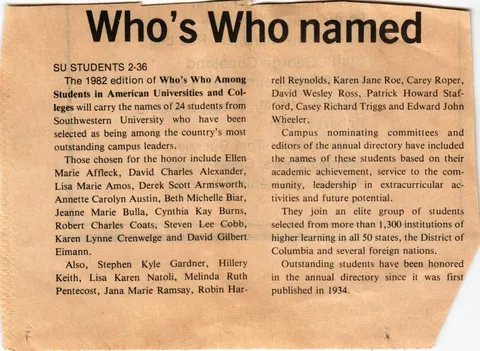 Who's Who named
SU STUDENTS 2-36
The 1982 edition of Who's Who Among
Students in American Universities and Col-
leges will carry the names of 24 students from
Southwestern University who have been
selected as being among the country's most
outstanding campus leaders.
Those chosen for the honor include Ellen
Marie Affleck, David Charles Alexander,
Lisa Marie Amos, Derek Scott Armsworth,
Annette Carolyn Austin, Beth Michelle Biar,
Jeanne Marie Bulla, Cynthia Kay Burns,
Robert Charles Coats, Steven Lee Cobb,
Karen Lynne Crenwelge and David Gilbert
Eimann.
Also, Stephen Kyle Gardner, Hillery
Keith, Lisa Karen Natoli, Melinda Ruth
Pentecost, Jana Marie Ramsay, Robin Har-
rell Reynolds, Karen Jane Roe, Carey Roper,
David Wesley Ross, Patrick Howard Staf-
ford, Casey Richard Triggs and Edward John
Wheeler.
Campus nominating committees and
editors of the annual directory have included
the names of these students based on their
academic achievement, service to the com-
munity, leadership in extracurricular ac-
tivities and future potential.
They join an elite group of students
selected from more than 1,300 institutions of
higher learning in all 50 states, the District of
Columbia and several foreign nations.
Outstanding students have been honored
in the annual directory since it was first
published in 1934.